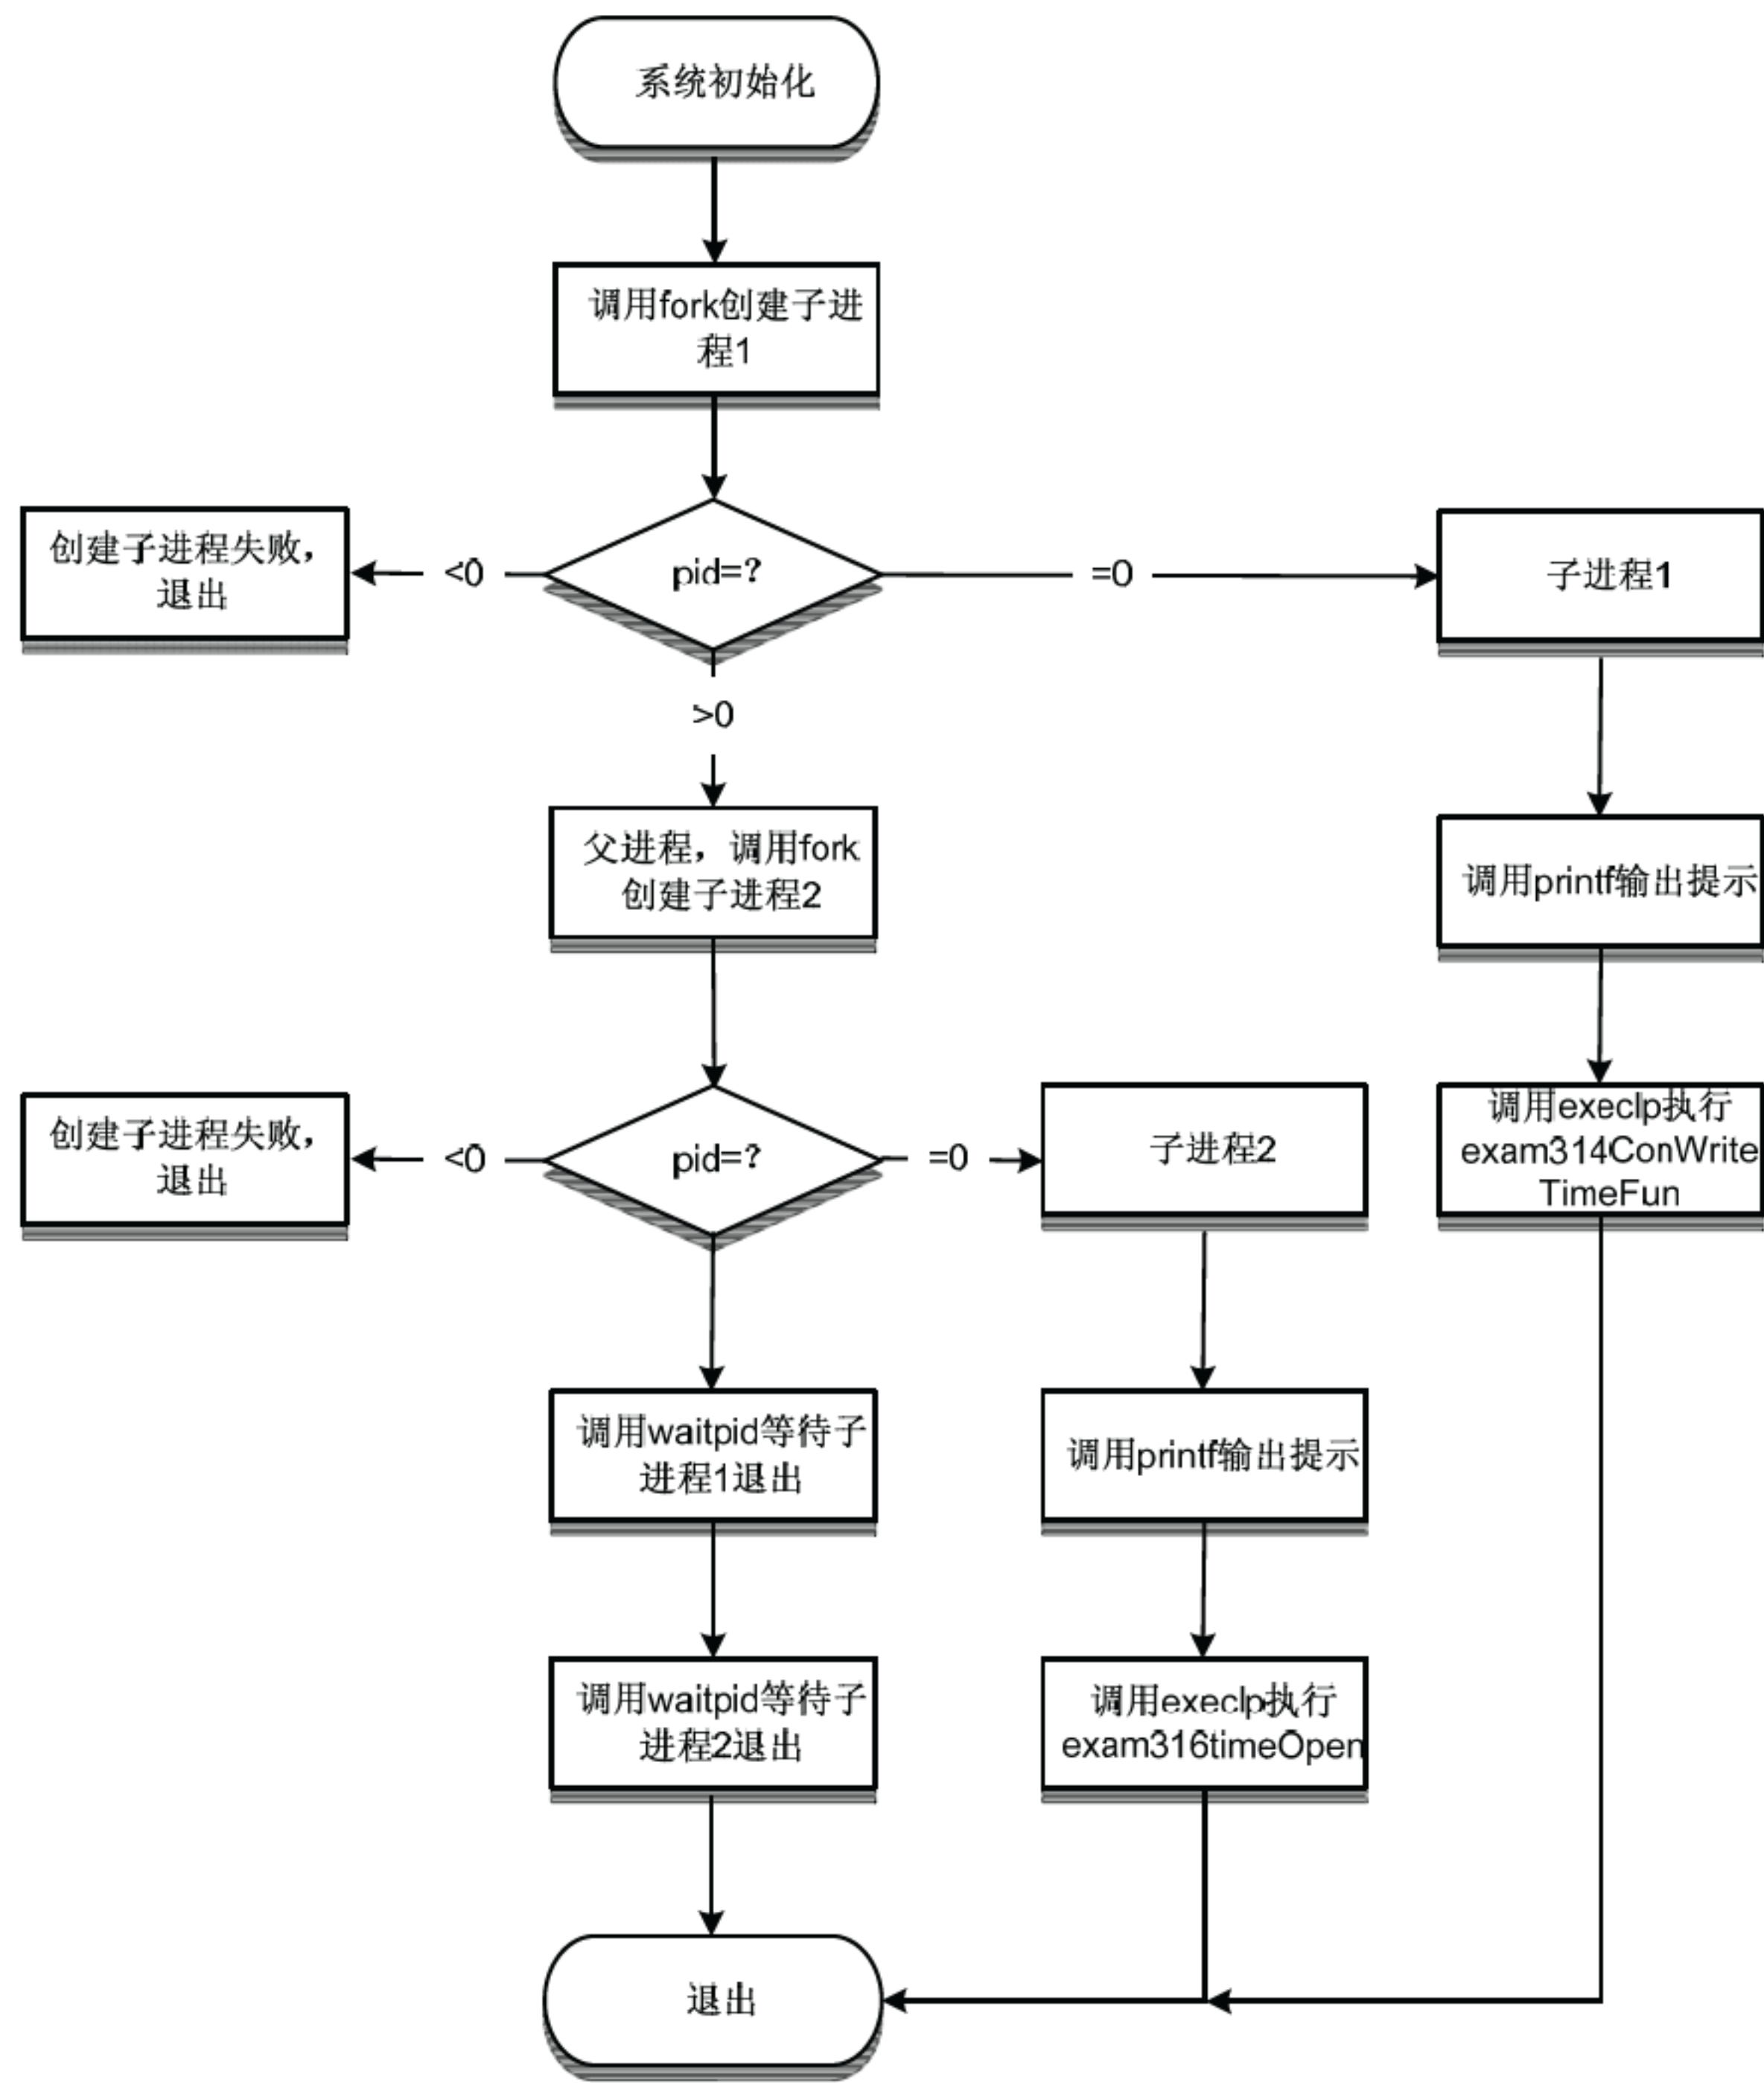 系统初始化
调用fork创建子进
程1
创建子进程失败，
退出
<0
pid=?
=0
子进程1
>0
父进程，调用fork
创建子进程2
调用printf输出提示
创建子进程失败，
退出
<0
pid=?
=0
子进程2
调用execlp执行
exam314ConWrite
TimeFun
调用waitpid等待子
进程1退出
调用printf输出提示
调用waitpid等待子
进程2退出
调用execlp执行
exam316timeOpen
退出